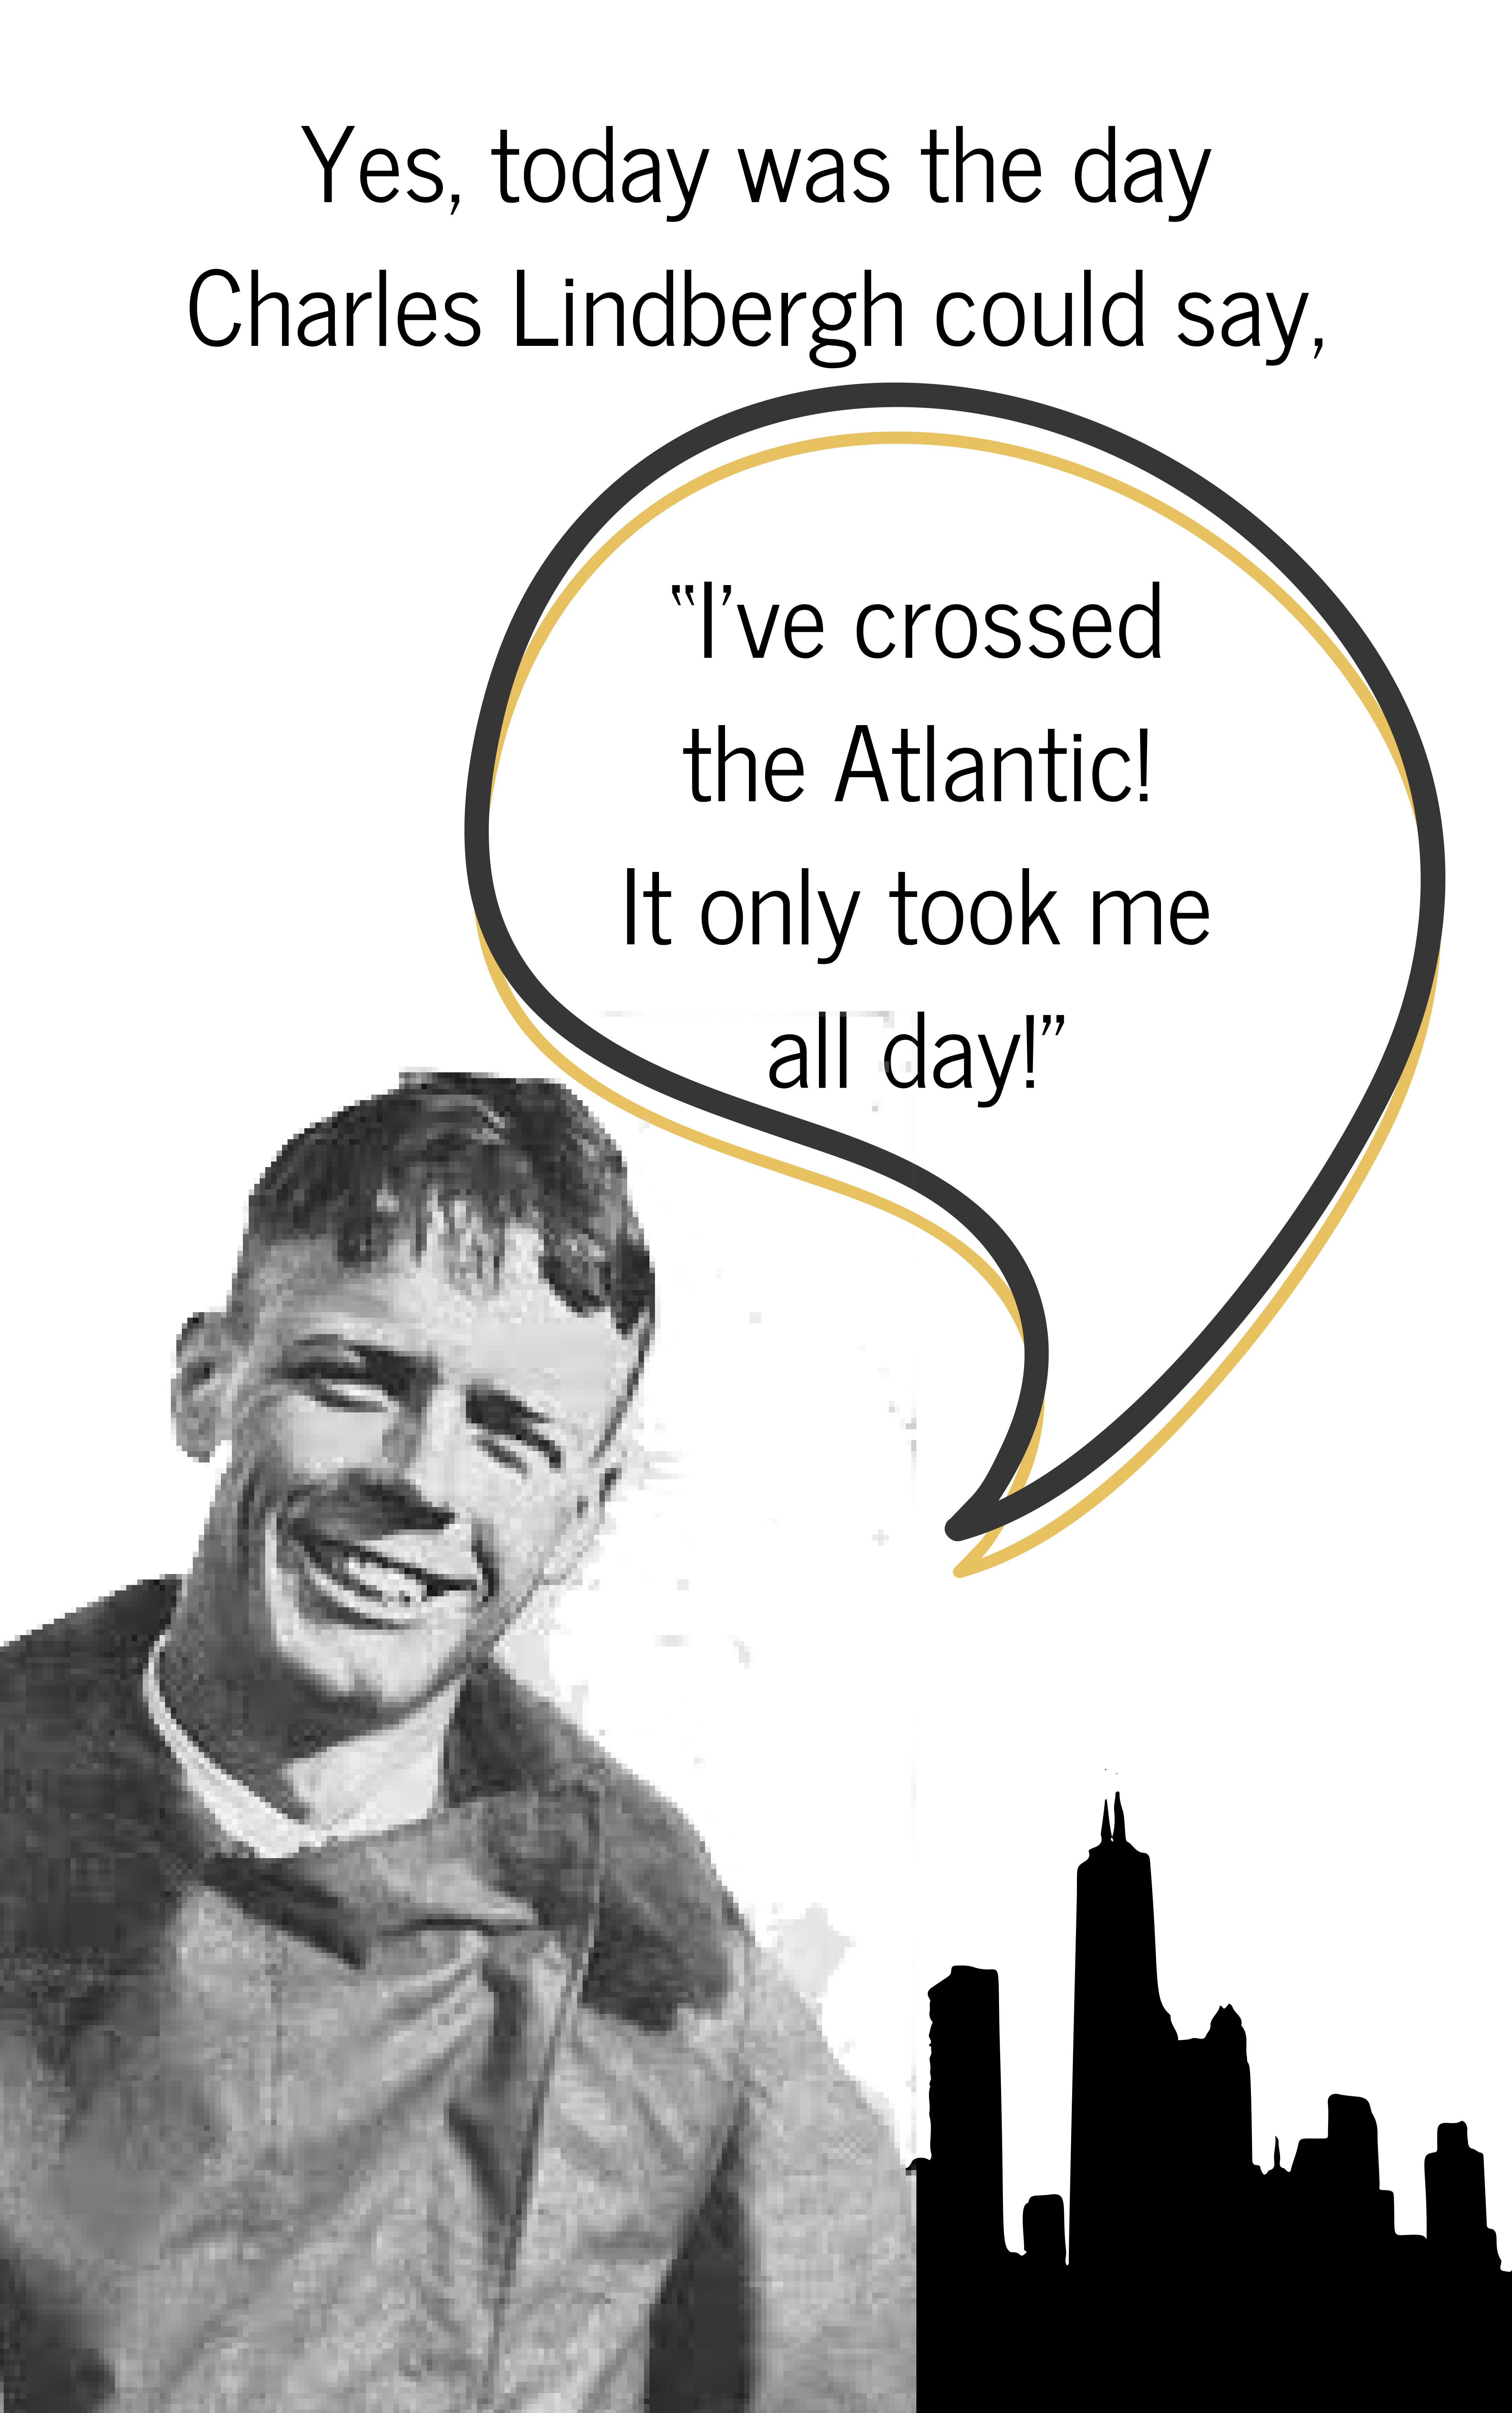 Yes, today was the day
Charles Lindbergh could say,
“I’ve crossed
the Atlantic!
It only took me
all day!”